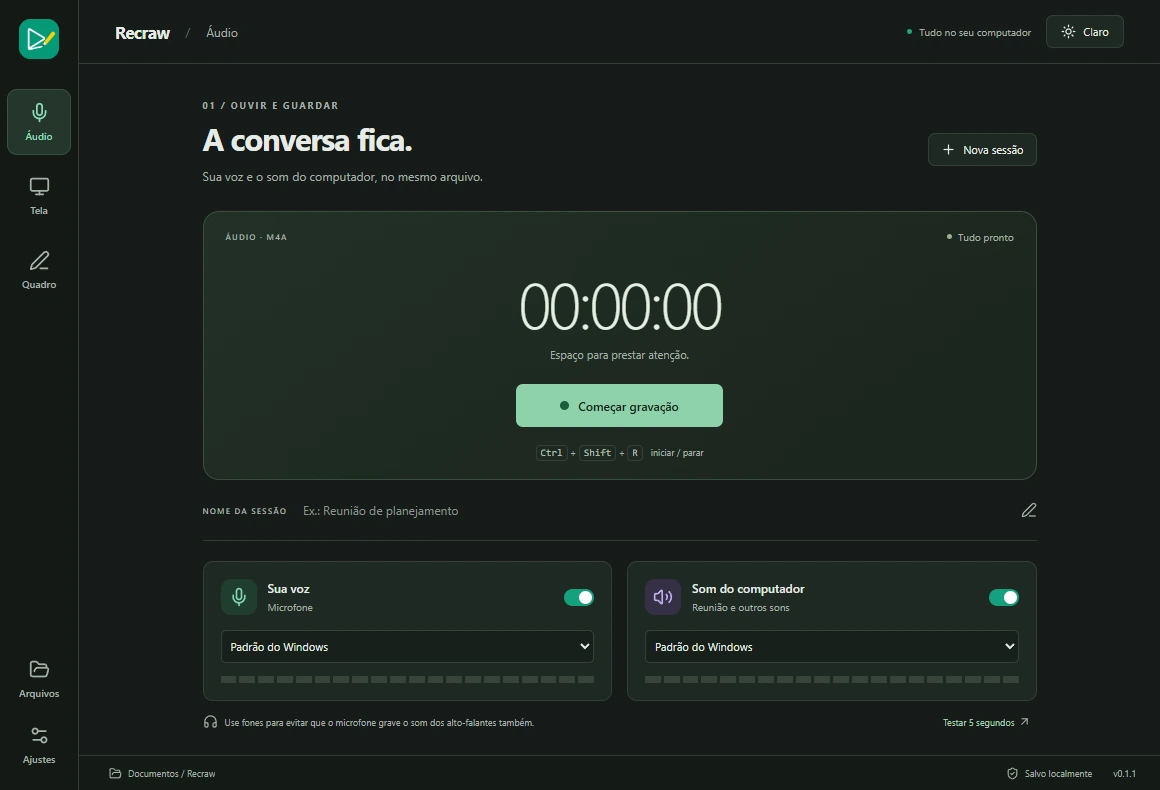 Recraw / Áudio
Tudo no seu computador
Claro
Áudio
Tela
Quadro
01 / OUVIR E GUARDAR
A conversa fica.
Sua voz e o som do computador, no mesmo arquivo.
Nova sessão
ÁUDIO · M4A
Tudo pronto
00:00:00
Espaço para prestar atenção.
Começar gravação
Ctrl + Shift + R iniciar / parar
NOME DA SESSÃO Ex.: Reunião de planejamento
Sua voz
Microfone
Padrão do Windows
Som do computador
Reunião e outros sons
Padrão do Windows
Use fones para evitar que o microfone grave o som dos alto-falantes também.
Testar 5 segundos
Arquivos
Ajustes
Documentos / Recraw
Salvo localmente
v0.1.1